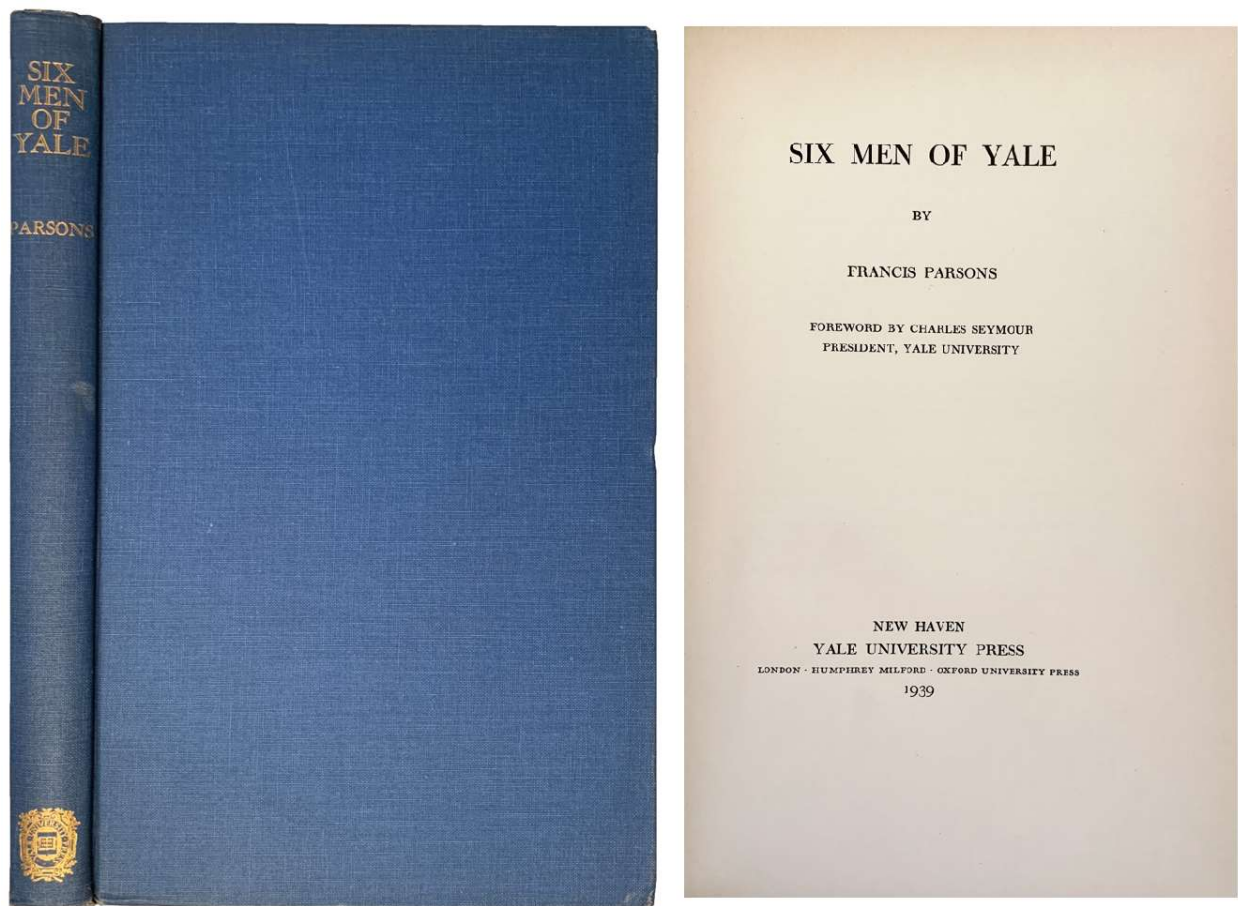 SIX
MEN
OF
YALE
PARSONS
SIX MEN OF YALE
BY
FRANCIS PARSONS
FOREWORD BY CHARLES SEYMOUR
PRESIDENT, YALE UNIVERSITY
NEW HAVEN
YALE UNIVERSITY PRESS
LONDON · HUMPHREY MILFORD · OXFORD UNIVERSITY PRESS
1939